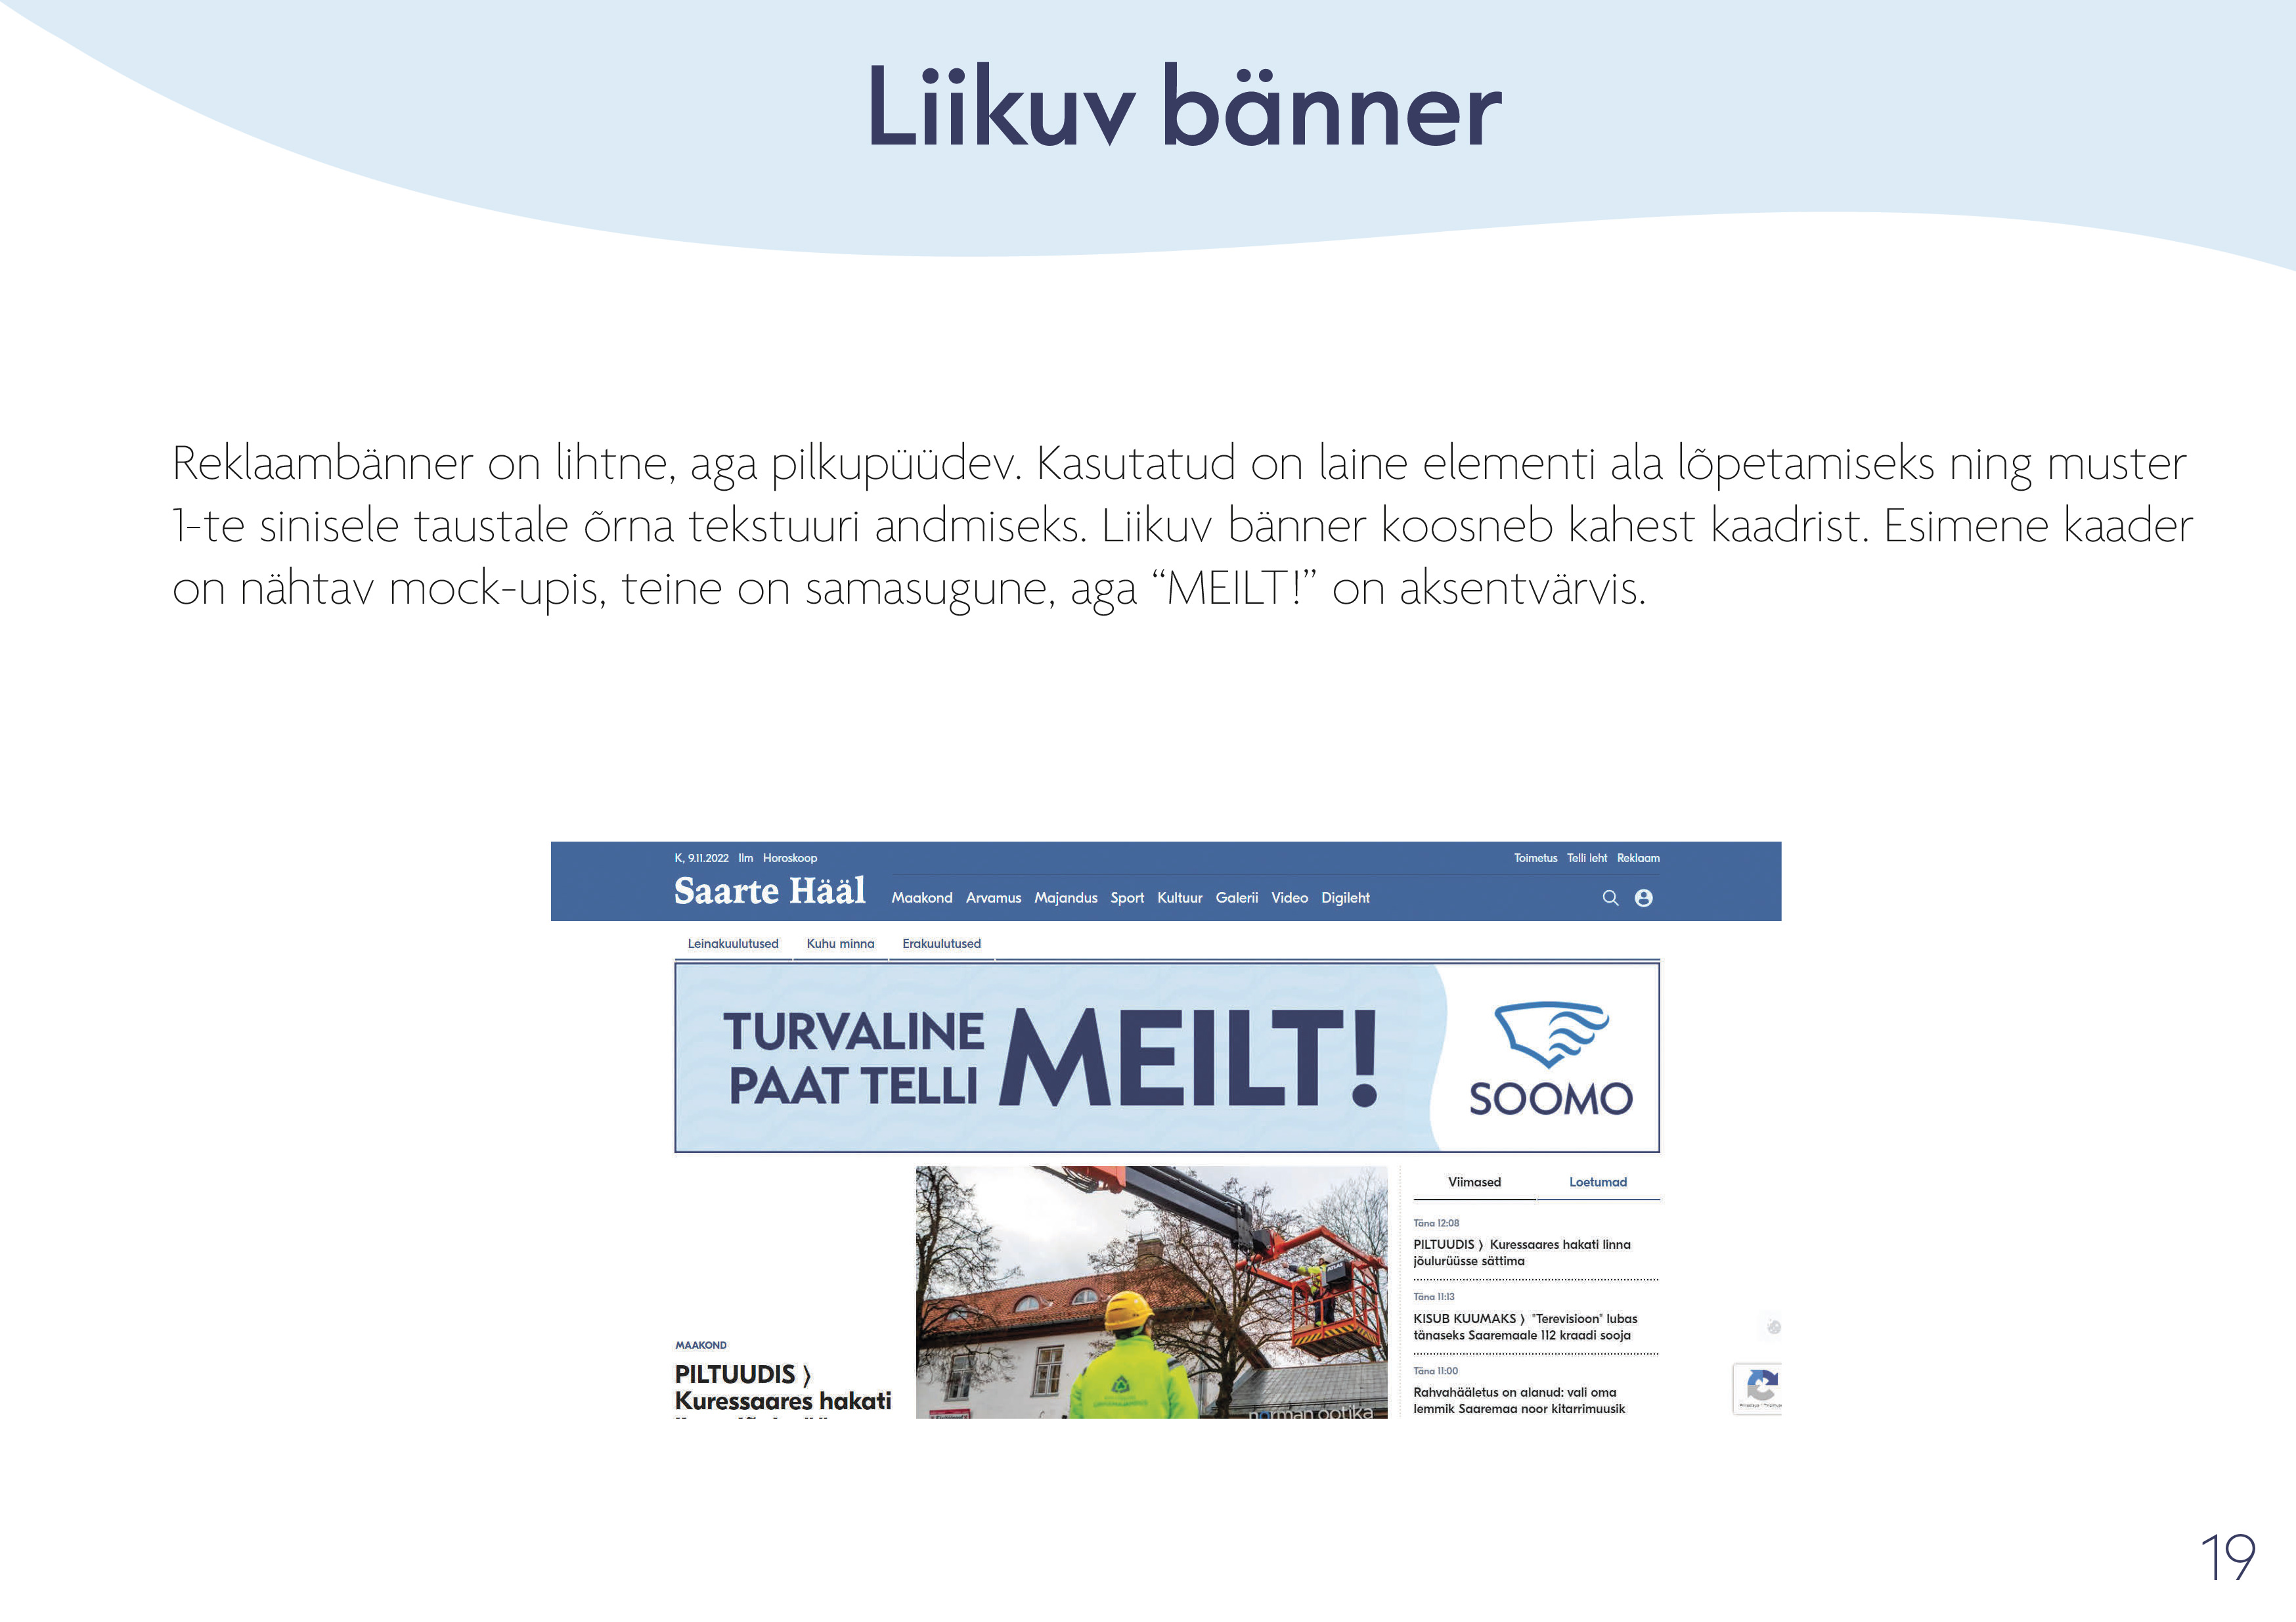 Liikuv bänner
Reklaambänner on lihtne, aga pilkupüüdev. Kasutatud on laine elementi ala lõpetamiseks ning muster
1-te sinisele taustale õrna tekstuuri andmiseks. Liikuv bänner koosneb kahest kaadrist. Esimene kaader
on nähtav mock-upis, teine on samasugune, aga “MEILT!” on aksentvärvis.
K, 9.11.2022 Ilm Horoskoop
Toimetus Telli leht Reklaam
Saarte Hääl
Maakond Arvamus Majandus Sport Kultuur Galerii Video Digileht
Leinakuulutused Kuhu minna Erakuulutused
TURVALINE
PAAT TELLI
MEILT!
SOOMO
MAAKOND
PILTUUDIS ⟩
Kuressaares hakati
ATLAS
norman optika
Viimased Loetumad
Täna 12:08
PILTUUDIS ⟩ Kuressaares hakati linna
jõulurüüsse sättima
Täna 11:13
KISUB KUUMAKS ⟩ "Terevisioon" lubas
tänaseks Saaremaale 112 kraadi sooja
Täna 11:00
Rahvahääletus on alanud: vali oma
lemmik Saaremaa noor kitarrimuusik
19